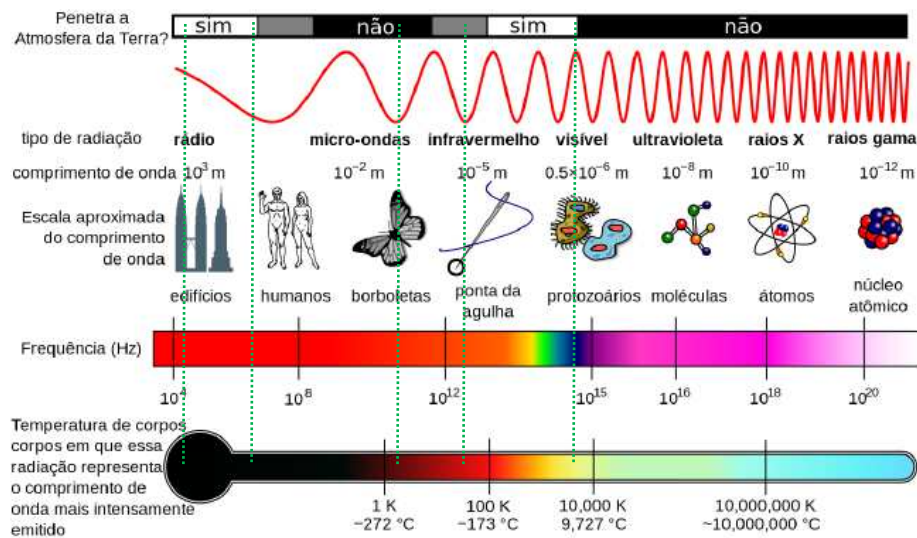 Penetra a
Atmosfera da Terra?
sim não sim não
tipo de radiação rádio micro-ondas infravermelho visível ultravioleta raios X raios gama
comprimento de onda 10³ m 10⁻² m 10⁻⁵ m 0.5×10⁻⁶ m 10⁻⁸ m 10⁻¹⁰ m 10⁻¹² m
Escala aproximada
do comprimento
de onda
edifícios humanos borboletas ponta da agulha protozoários moléculas átomos núcleo atômico
Frequência (Hz)
10⁴ 10⁸ 10¹² 10¹⁵ 10¹⁶ 10¹⁸ 10²⁰
Temperatura de corpos
corpos em que essa
radiação representa
o comprimento de
onda mais intensamente
emitido
1 K 100 K 10,000 K 10,000,000 K
−272 °C −173 °C 9,727 °C ~10,000,000 °C